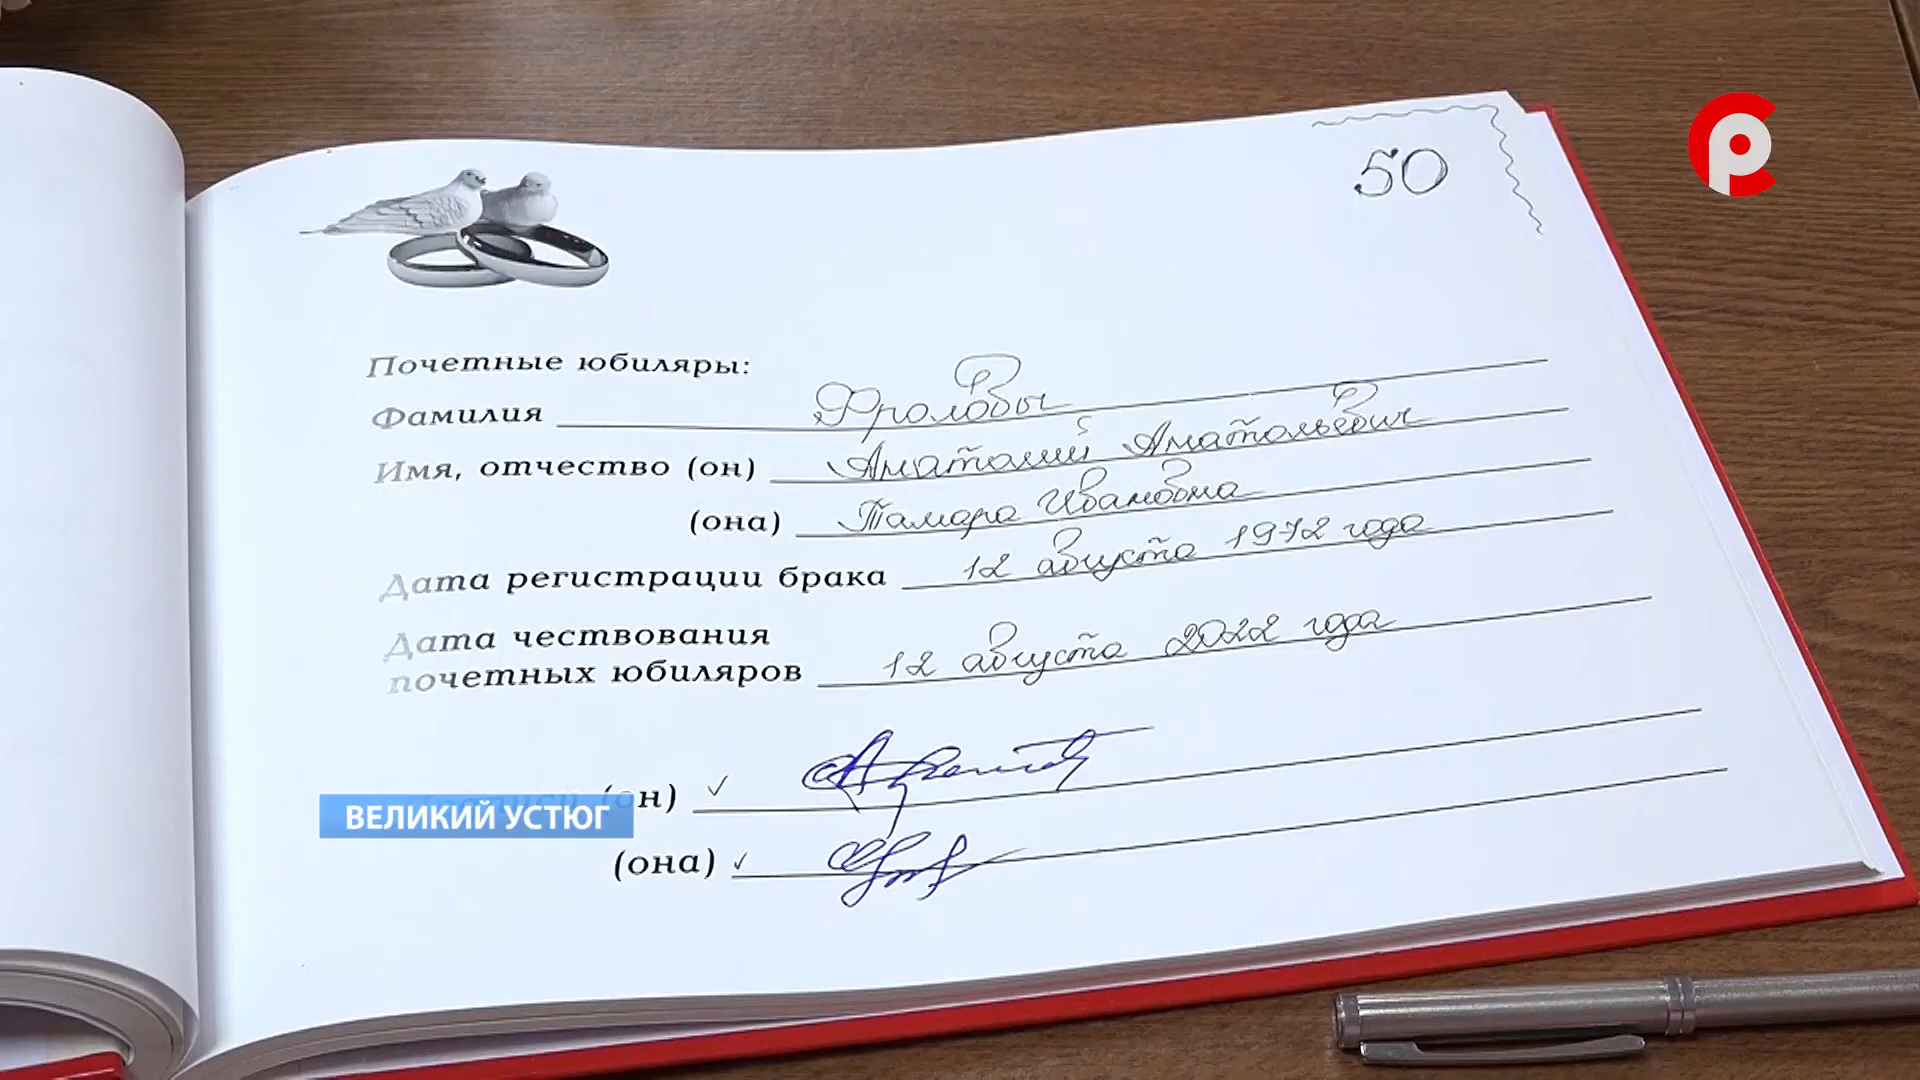 50
Почетные юбиляры:
Фамилия Фроловы
Имя, отчество (он) Анатолий Анатольевич
(она) Тамара Ивановна
Дата регистрации брака 12 августа 1972 года
Дата чествования
почетных юбиляров 12 августа 2022 года
(он)
ВЕЛИКИЙ УСТЮГ
(она)